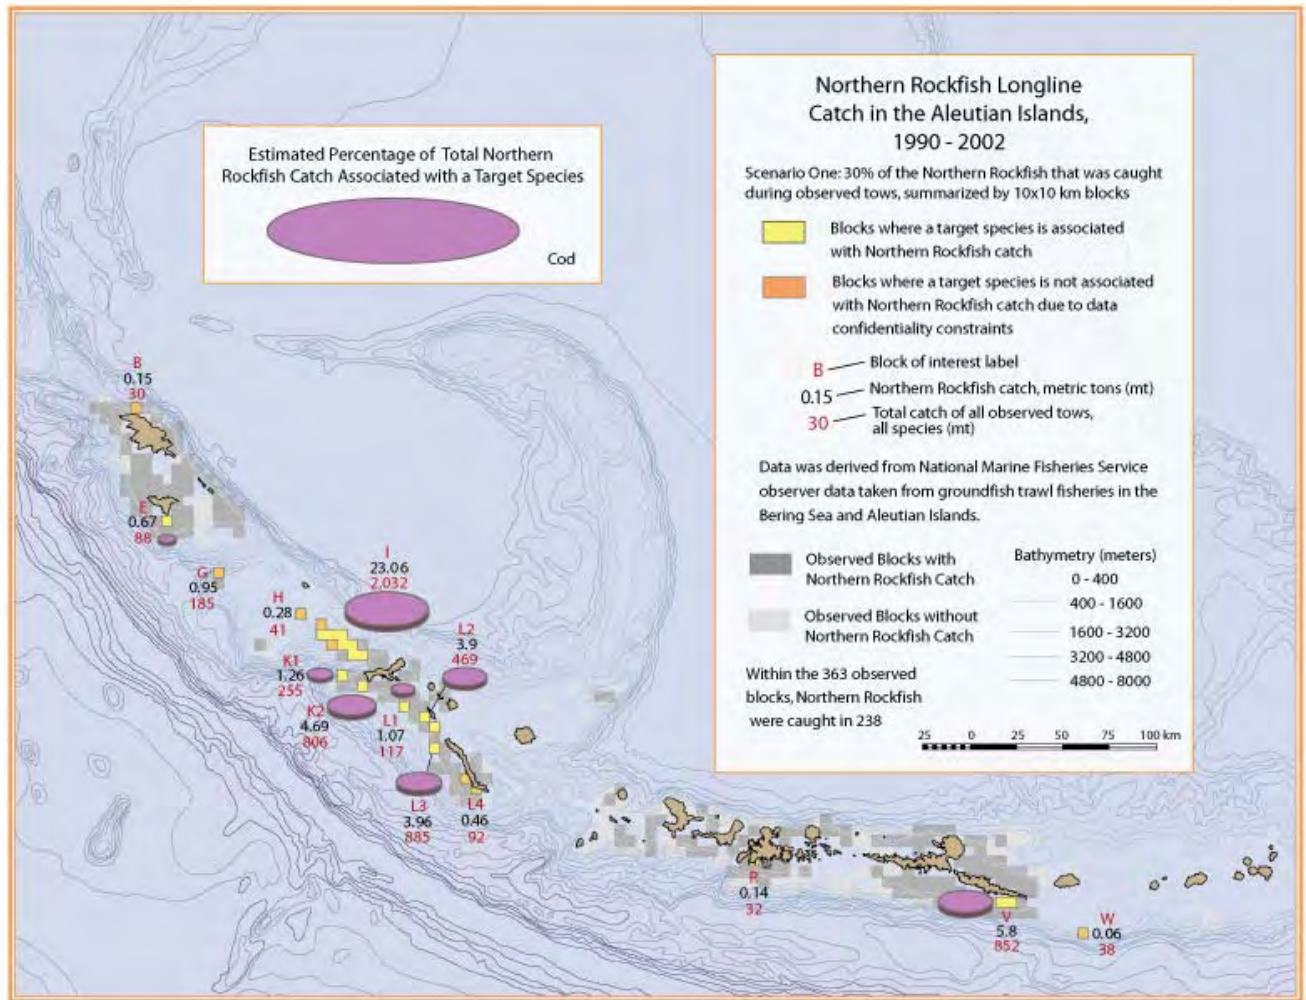 Northern Rockfish Longline
Catch in the Aleutian Islands,
1990 - 2002
Scenario One: 30% of the Northern Rockfish that was caught
during observed tows, summarized by 10x10 km blocks
Blocks where a target species is associated
with Northern Rockfish catch
Blocks where a target species is not associated
with Northern Rockfish catch due to data
confidentiality constraints
B
Block of interest label
0.15
Northern Rockfish catch, metric tons (mt)
30
Total catch of all observed tows,
all species (mt)
Data was derived from National Marine Fisheries Service
observer data taken from groundfish trawl fisheries in the
Bering Sea and Aleutian Islands.
Observed Blocks with
Northern Rockfish Catch
Observed Blocks without
Northern Rockfish Catch
Within the 363 observed
blocks, Northern Rockfish
were caught in 238
Bathymetry (meters)
0 - 400
400 - 1600
1600 - 3200
3200 - 4800
4800 - 8000
25 0 25 50 75 100 km
Estimated Percentage of Total Northern
Rockfish Catch Associated with a Target Species
Cod
B
0.15
30
E
0.67
88
G
0.95
185
H
0.28
41
I
23.06
2,032
K1
1.26
255
K2
4.69
806
L1
1.07
117
L2
3.9
469
L3
3.96
885
L4
0.46
92
R
0.14
32
V
5.8
852
W
0.06
38